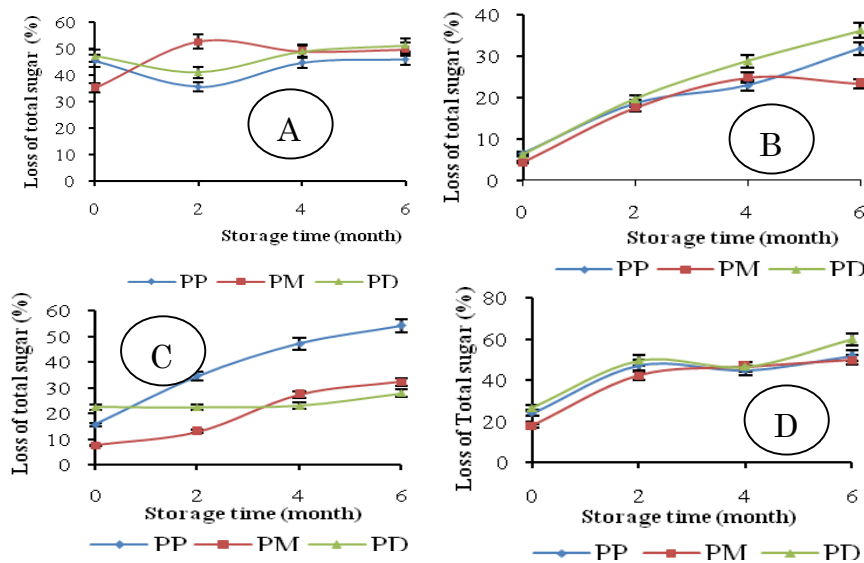 Loss of total sugar (%)
60
50
40
30
20
10
0
A
0 2 4 6
Storage time (month)
PP PM PD
Loss of total sugar (%)
40
30
20
10
0
B
0 2 4 6
Storage time (month)
PP PM PD
Loss of total sugar (%)
60
50
40
30
20
10
0
C
0 2 4 6
Storage time (month)
PP PM PD
Loss of Total sugar (%)
80
60
40
20
0
D
0 2 4 6
Storage time (month)
PP PM PD